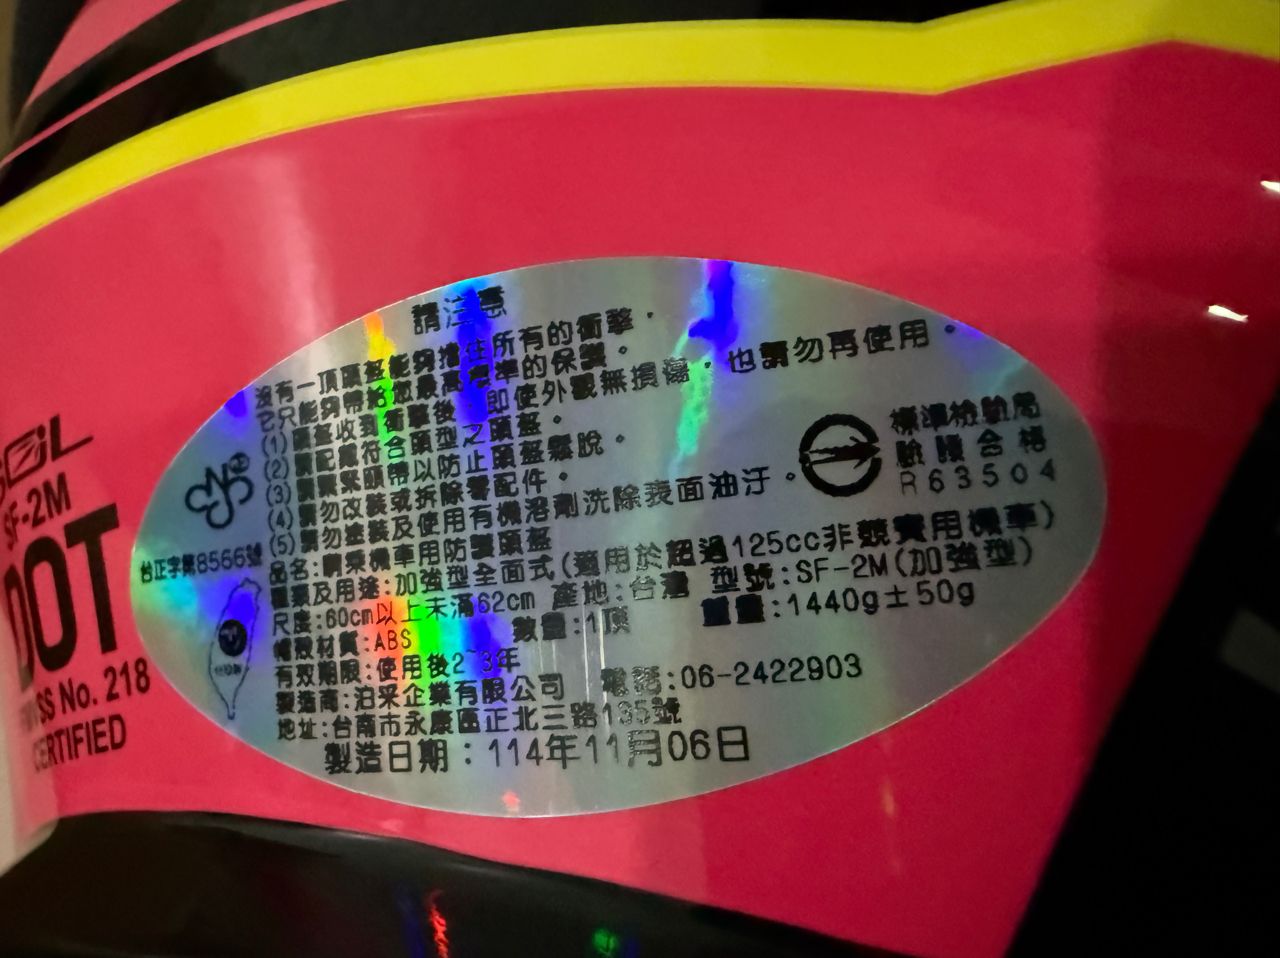 請注意
沒有一頂頭盔能夠擋住所有的衝擊。
它只能夠帶給您最高標準的保護。
(1)頭盔收到衝擊後，即使外觀無損傷，也請勿再使用。
(2)請配戴符合頭型之頭盔。
(3)請繫緊頤帶以防止頭盔鬆脫。
(4)請勿改裝或拆除零配件。
(5)請勿塗裝及使用有機溶劑洗除表面油汙。
品名:騎乘機車用防護頭盔
種類及用途:加強型全面式(適用於超過125cc非競賽用機車)
尺度:60cm以上未滿62cm 產地:台灣 型號:SF-2M(加強型)
帽殼材質:ABS 數量:1頂 重量:1440g±50g
有效期限:使用後2~3年
製造商:泊采企業有限公司 電話:06-2422903
地址:台南市永康區正北三路135號
製造日期：114年11月06日
台正字第8566號
標準檢驗局
驗證合格
R63504
SOL
SF-2M
DOT
SS No. 218
CERTIFIED